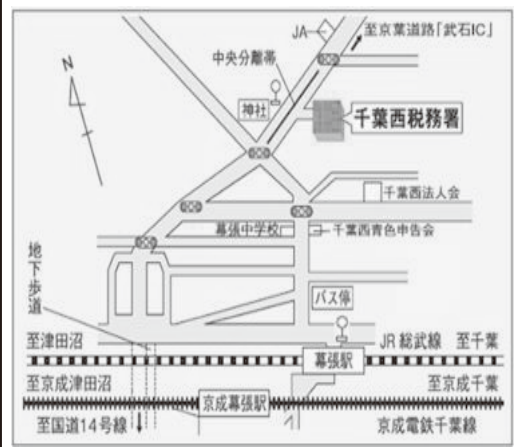 JA
至京葉道路「武石IC」
中央分離帯
N
神社
千葉西税務署
千葉西法人会
幕張中学校
千葉西青色申告会
地下歩道
バス停
至津田沼
JR 総武線
至千葉
幕張駅
至京成津田沼
至京成千葉
京成幕張駅
至国道14号線
京成電鉄千葉線